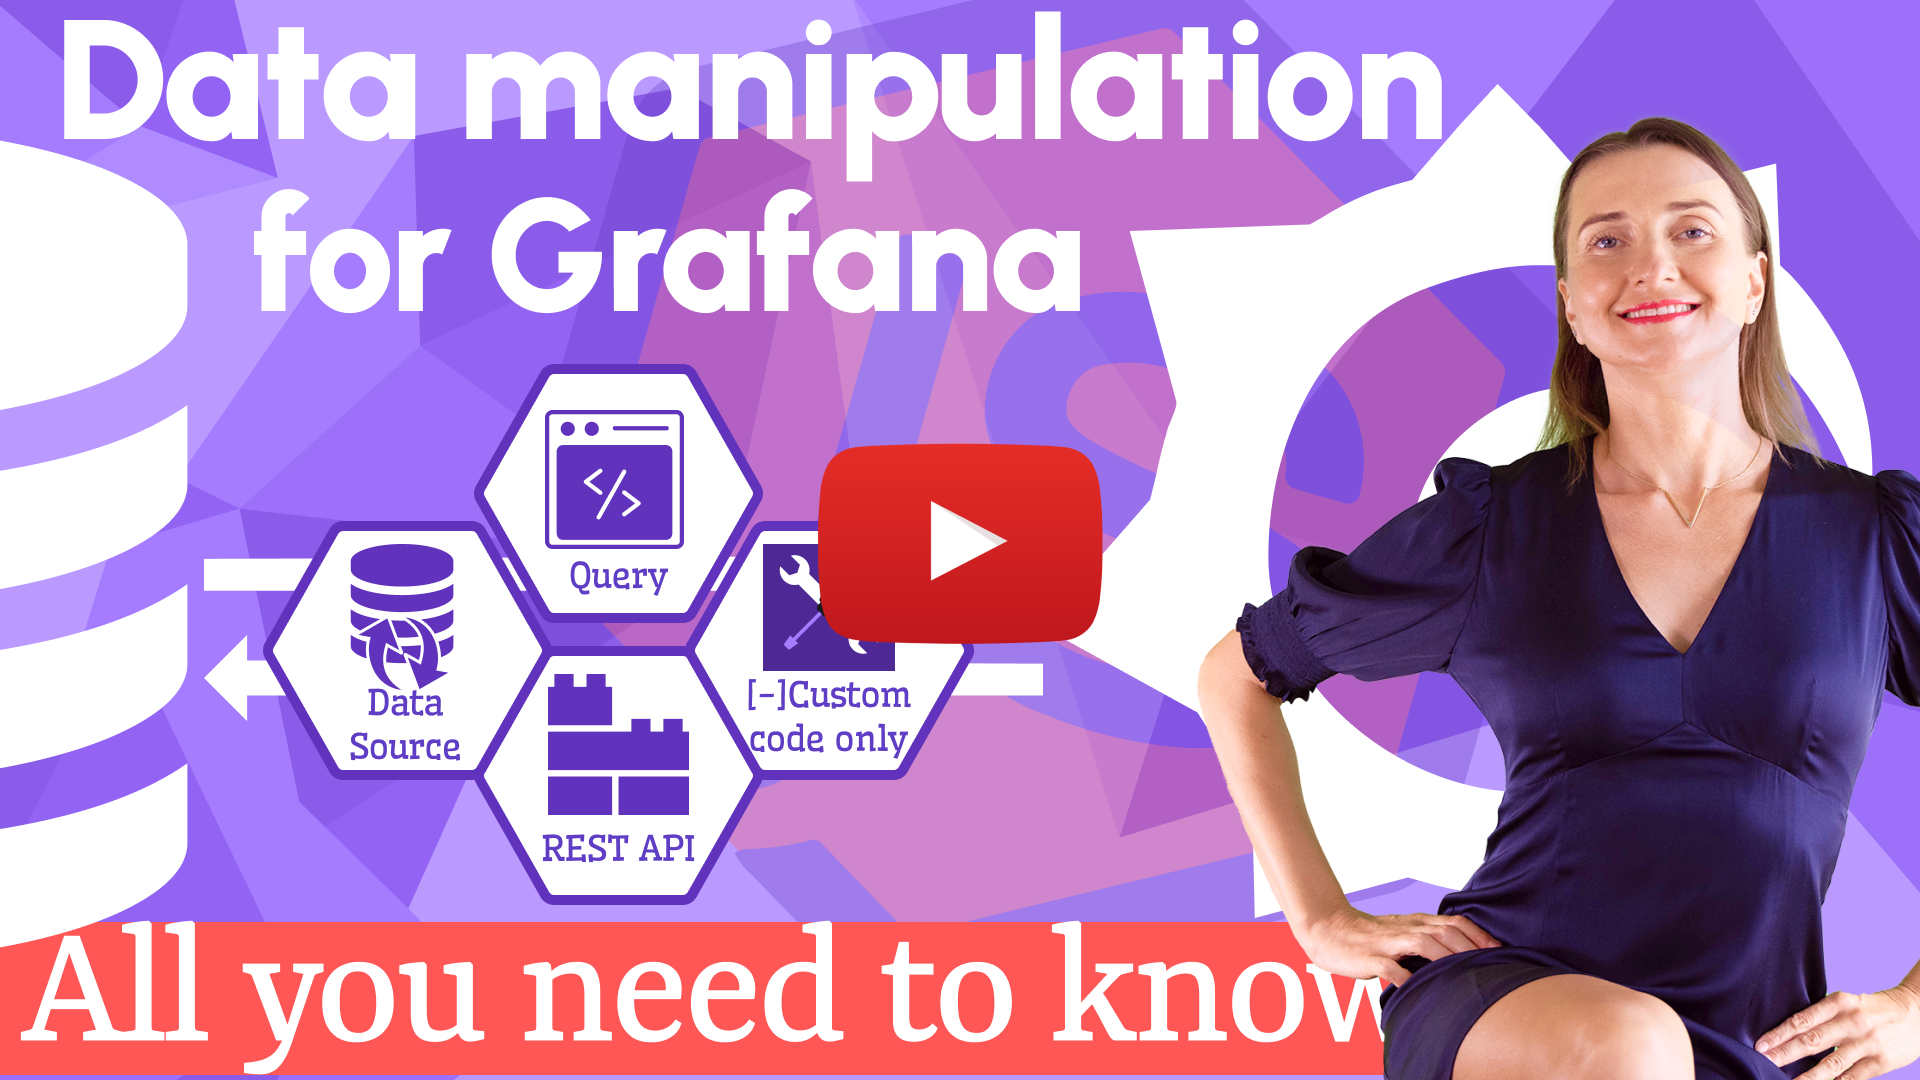 Data manipulation
for Grafana
Query
Data
Source
[-]Custom
code only
REST API
All you need to know